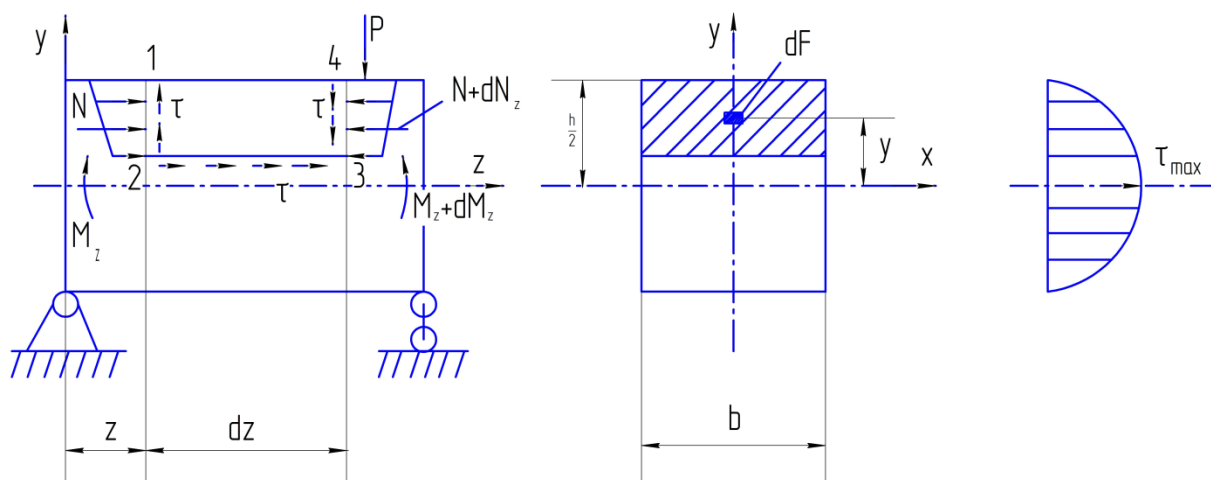 y
1
4
P
N
τ
τ
N+dN_z
2
3
z
τ
M_z
M_z+dM_z
z
dz
y
dF
h/2
y
x
b
τ_max